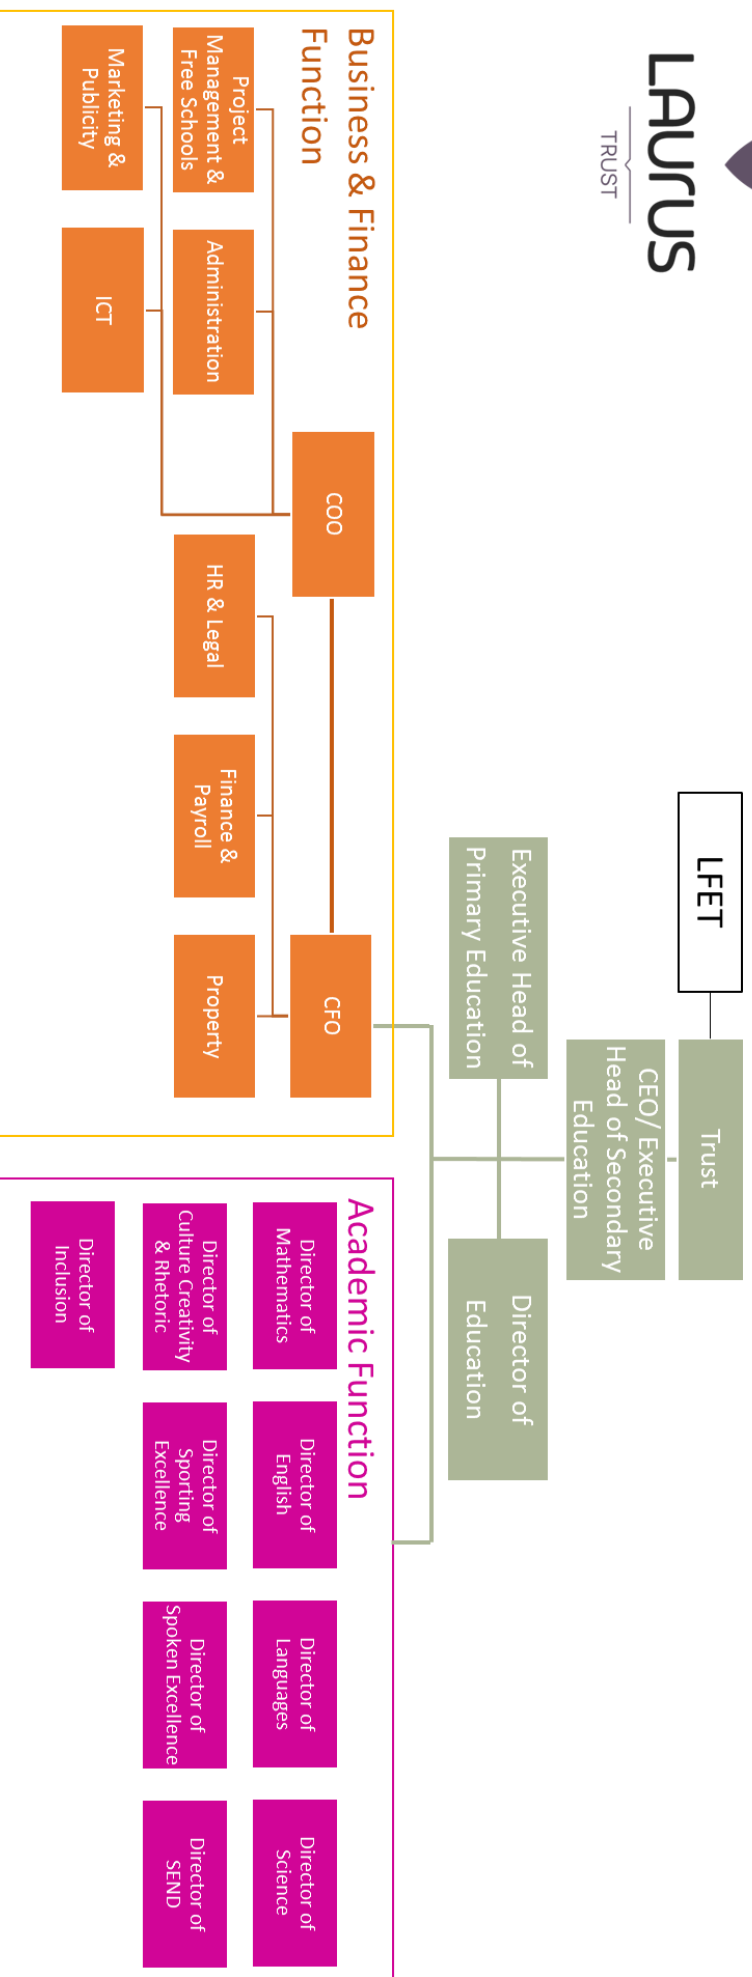 LAURUS
TRUST
LFET
Trust
CEO/ Executive
Head of Secondary
Education
Executive Head of
Primary Education
Director of
Education
Business & Finance
Function
COO
CFO
Project
Management &
Free Schools
Administration
HR & Legal
Finance &
Payroll
Property
Marketing &
Publicity
ICT
Academic Function
Director of
Mathematics
Director of
English
Director of
Languages
Director of
Science
Director of
Culture Creativity
& Rhetoric
Director of
Sporting
Excellence
Director of
Spoken Excellence
Director of
SEND
Director of
Inclusion